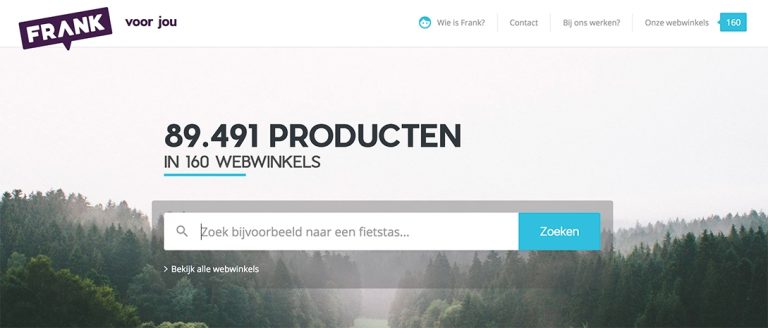 FRANK voor jou
Wie is Frank? Contact Bij ons werken? Onze webwinkels 160
89.491 PRODUCTEN
IN 160 WEBWINKELS
Zoek bijvoorbeeld naar een fietstas... Zoeken
Bekijk alle webwinkels